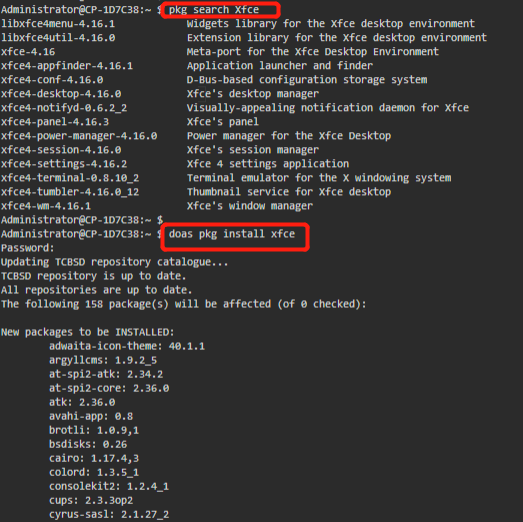 Administrator@CP-1D7C38:~ $ pkg search Xfce
libxfce4menu-4.16.1 Widgets library for the Xfce desktop environment
libxfce4util-4.16.0 Extension library for the Xfce desktop environment
xfce-4.16 Meta-port for the Xfce Desktop Environment
xfce4-appfinder-4.16.1 Application launcher and finder
xfce4-conf-4.16.0 D-Bus-based configuration storage system
xfce4-desktop-4.16.0 Xfce's desktop manager
xfce4-notifyd-0.6.2_2 Visually-appealing notification daemon for Xfce
xfce4-panel-4.16.3 Xfce's panel
xfce4-power-manager-4.16.0 Power manager for the Xfce Desktop
xfce4-session-4.16.0 Xfce's session manager
xfce4-settings-4.16.2 Xfce 4 settings application
xfce4-terminal-0.8.10_2 Terminal emulator for the X windowing system
xfce4-tumbler-4.16.0_12 Thumbnail service for Xfce desktop
xfce4-wm-4.16.1 Xfce's window manager
Administrator@CP-1D7C38:~ $
Administrator@CP-1D7C38:~ $ doas pkg install xfce
Password:
Updating TCBSD repository catalogue...
TCBSD repository is up to date.
All repositories are up to date.
The following 158 package(s) will be affected (of 0 checked):
New packages to be INSTALLED:
adwaita-icon-theme: 40.1.1
argyllcms: 1.9.2_5
at-spi2-atk: 2.34.2
at-spi2-core: 2.36.0
atk: 2.36.0
avahi-app: 0.8
brotli: 1.0.9,1
bsdisks: 0.26
cairo: 1.17.4,3
colord: 1.3.5_1
consolekit2: 1.2.4_1
cups: 2.3.3op2
cyrus-sasl: 2.1.27_2